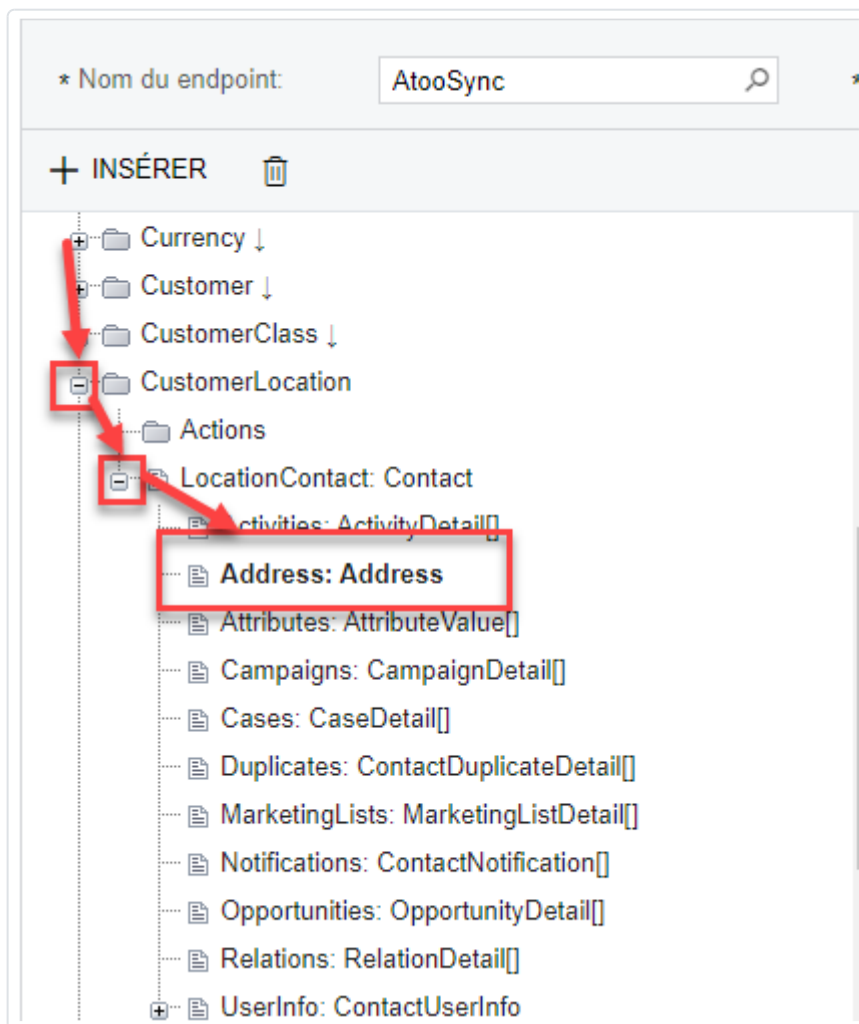 * Nom du endpoint: AtooSync *
+ INSÉRER
Currency ↓
Customer ↓
CustomerClass ↓
CustomerLocation
Actions
LocationContact: Contact
Activities: ActivityDetail[]
Address: Address
Attributes: AttributeValue[]
Campaigns: CampaignDetail[]
Cases: CaseDetail[]
Duplicates: ContactDuplicateDetail[]
MarketingLists: MarketingListDetail[]
Notifications: ContactNotification[]
Opportunities: OpportunityDetail[]
Relations: RelationDetail[]
UserInfo: ContactUserInfo